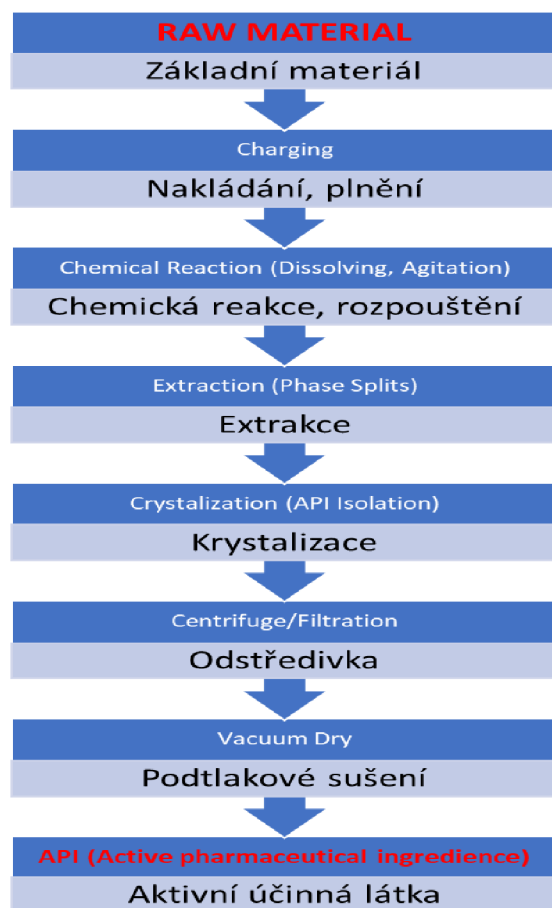 RAW MATERIAL
Základní materiál
Charging
Nakládání, plnění
Chemical Reaction (Dissolving, Agitation)
Chemická reakce, rozpouštění
Extraction (Phase Splits)
Extrakce
Crystalization (API Isolation)
Krystalizace
Centrifuge/Filtration
Odstředivka
Vacuum Dry
Podtlakové sušení
API (Active pharmaceutical ingredience)
Aktivní účinná látka